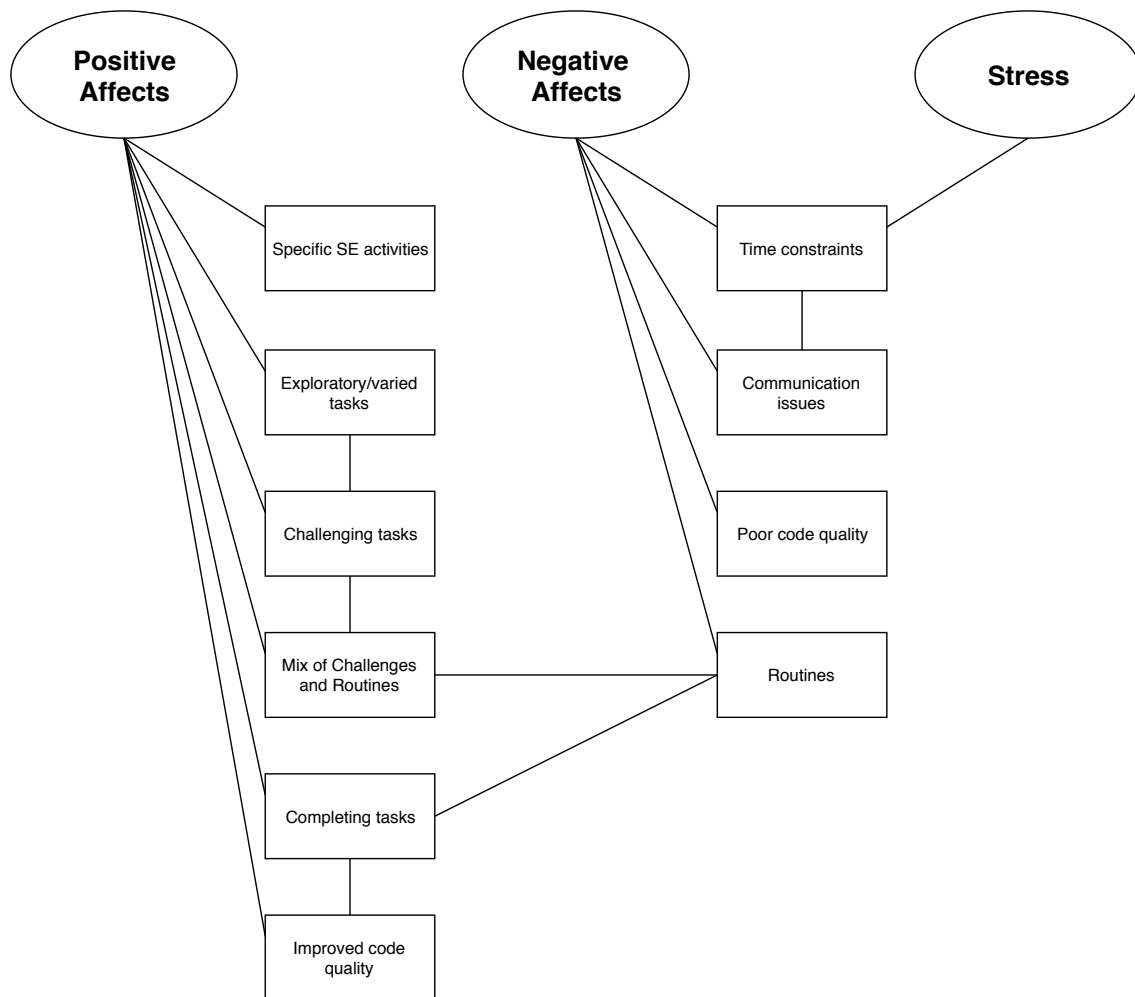 Positive
Affects
Negative
Affects
Stress
Specific SE activities
Time constraints
Exploratory/varied
tasks
Communication
issues
Challenging tasks
Poor code quality
Mix of Challenges
and Routines
Routines
Completing tasks
Improved code
quality